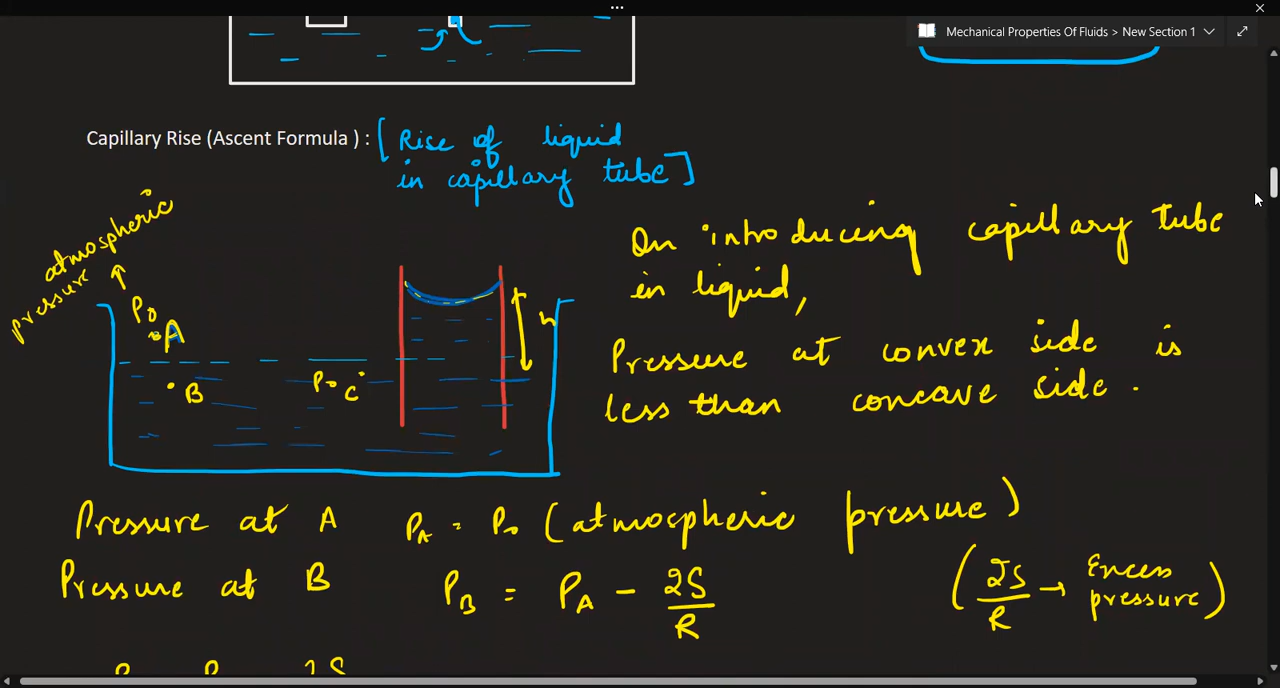 Mechanical Properties Of Fluids > New Section 1
Capillary Rise (Ascent Formula ) : [Rise of liquid
in capillary tube]
atmospheric
pressure
P0
A
B
P0
C
h
On introducing capillary tube
in liquid,
Pressure at convex side is
less than concave side.
Pressure at A PA = P0 (atmospheric pressure)
Pressure at B PB = PA - 2S/R (2S/R → Excess
pressure)